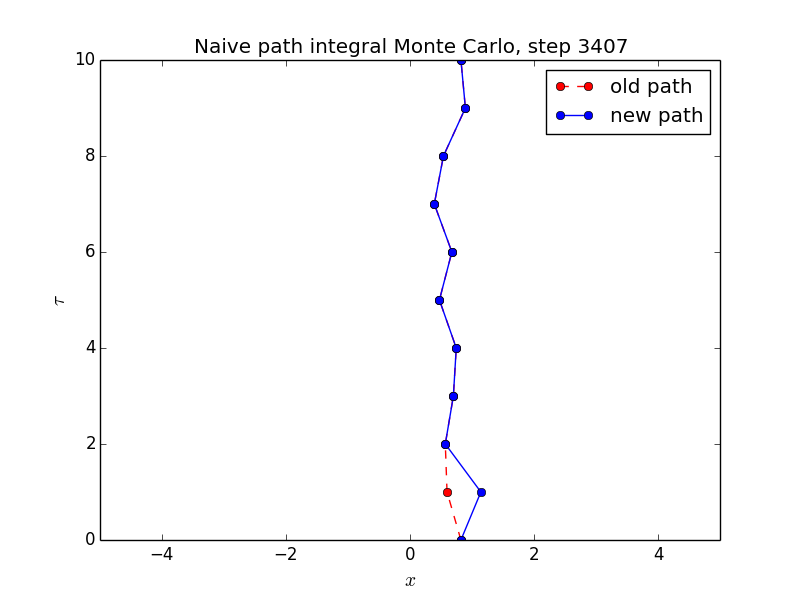 Naive path integral Monte Carlo, step 3407
10
8
6
4
2
0
τ
old path
new path
−4 −2 0 2 4
x